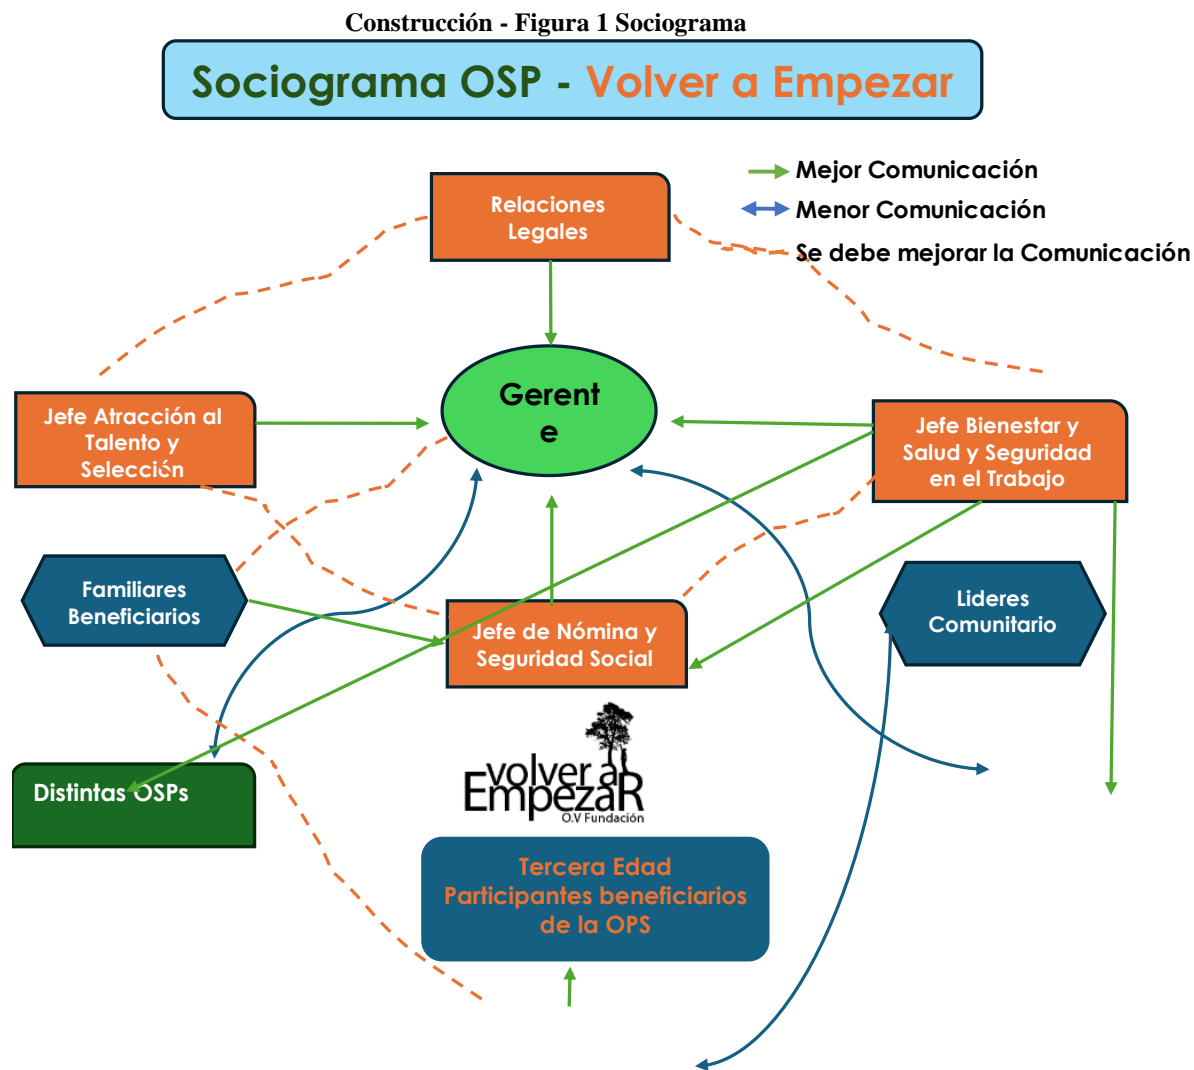 Construcción - Figura 1 Sociograma
Sociograma OSP - Volver a Empezar
Mejor Comunicación
Menor Comunicación
Se debe mejorar la Comunicación
Relaciones
Legales
Gerent
e
Jefe Atracción al
Talento y
Selección
Jefe Bienestar y
Salud y Seguridad
en el Trabajo
Familiares
Beneficiarios
Lideres
Comunitario
Jefe de Nómina y
Seguridad Social
Distintas OSPs
volver a
EmpezaR
O.V Fundación
Tercera Edad
Participantes beneficiarios
de la OPS